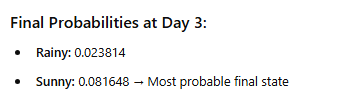 Final Probabilities at Day 3:
• Rainy: 0.023814
• Sunny: 0.081648 → Most probable final state